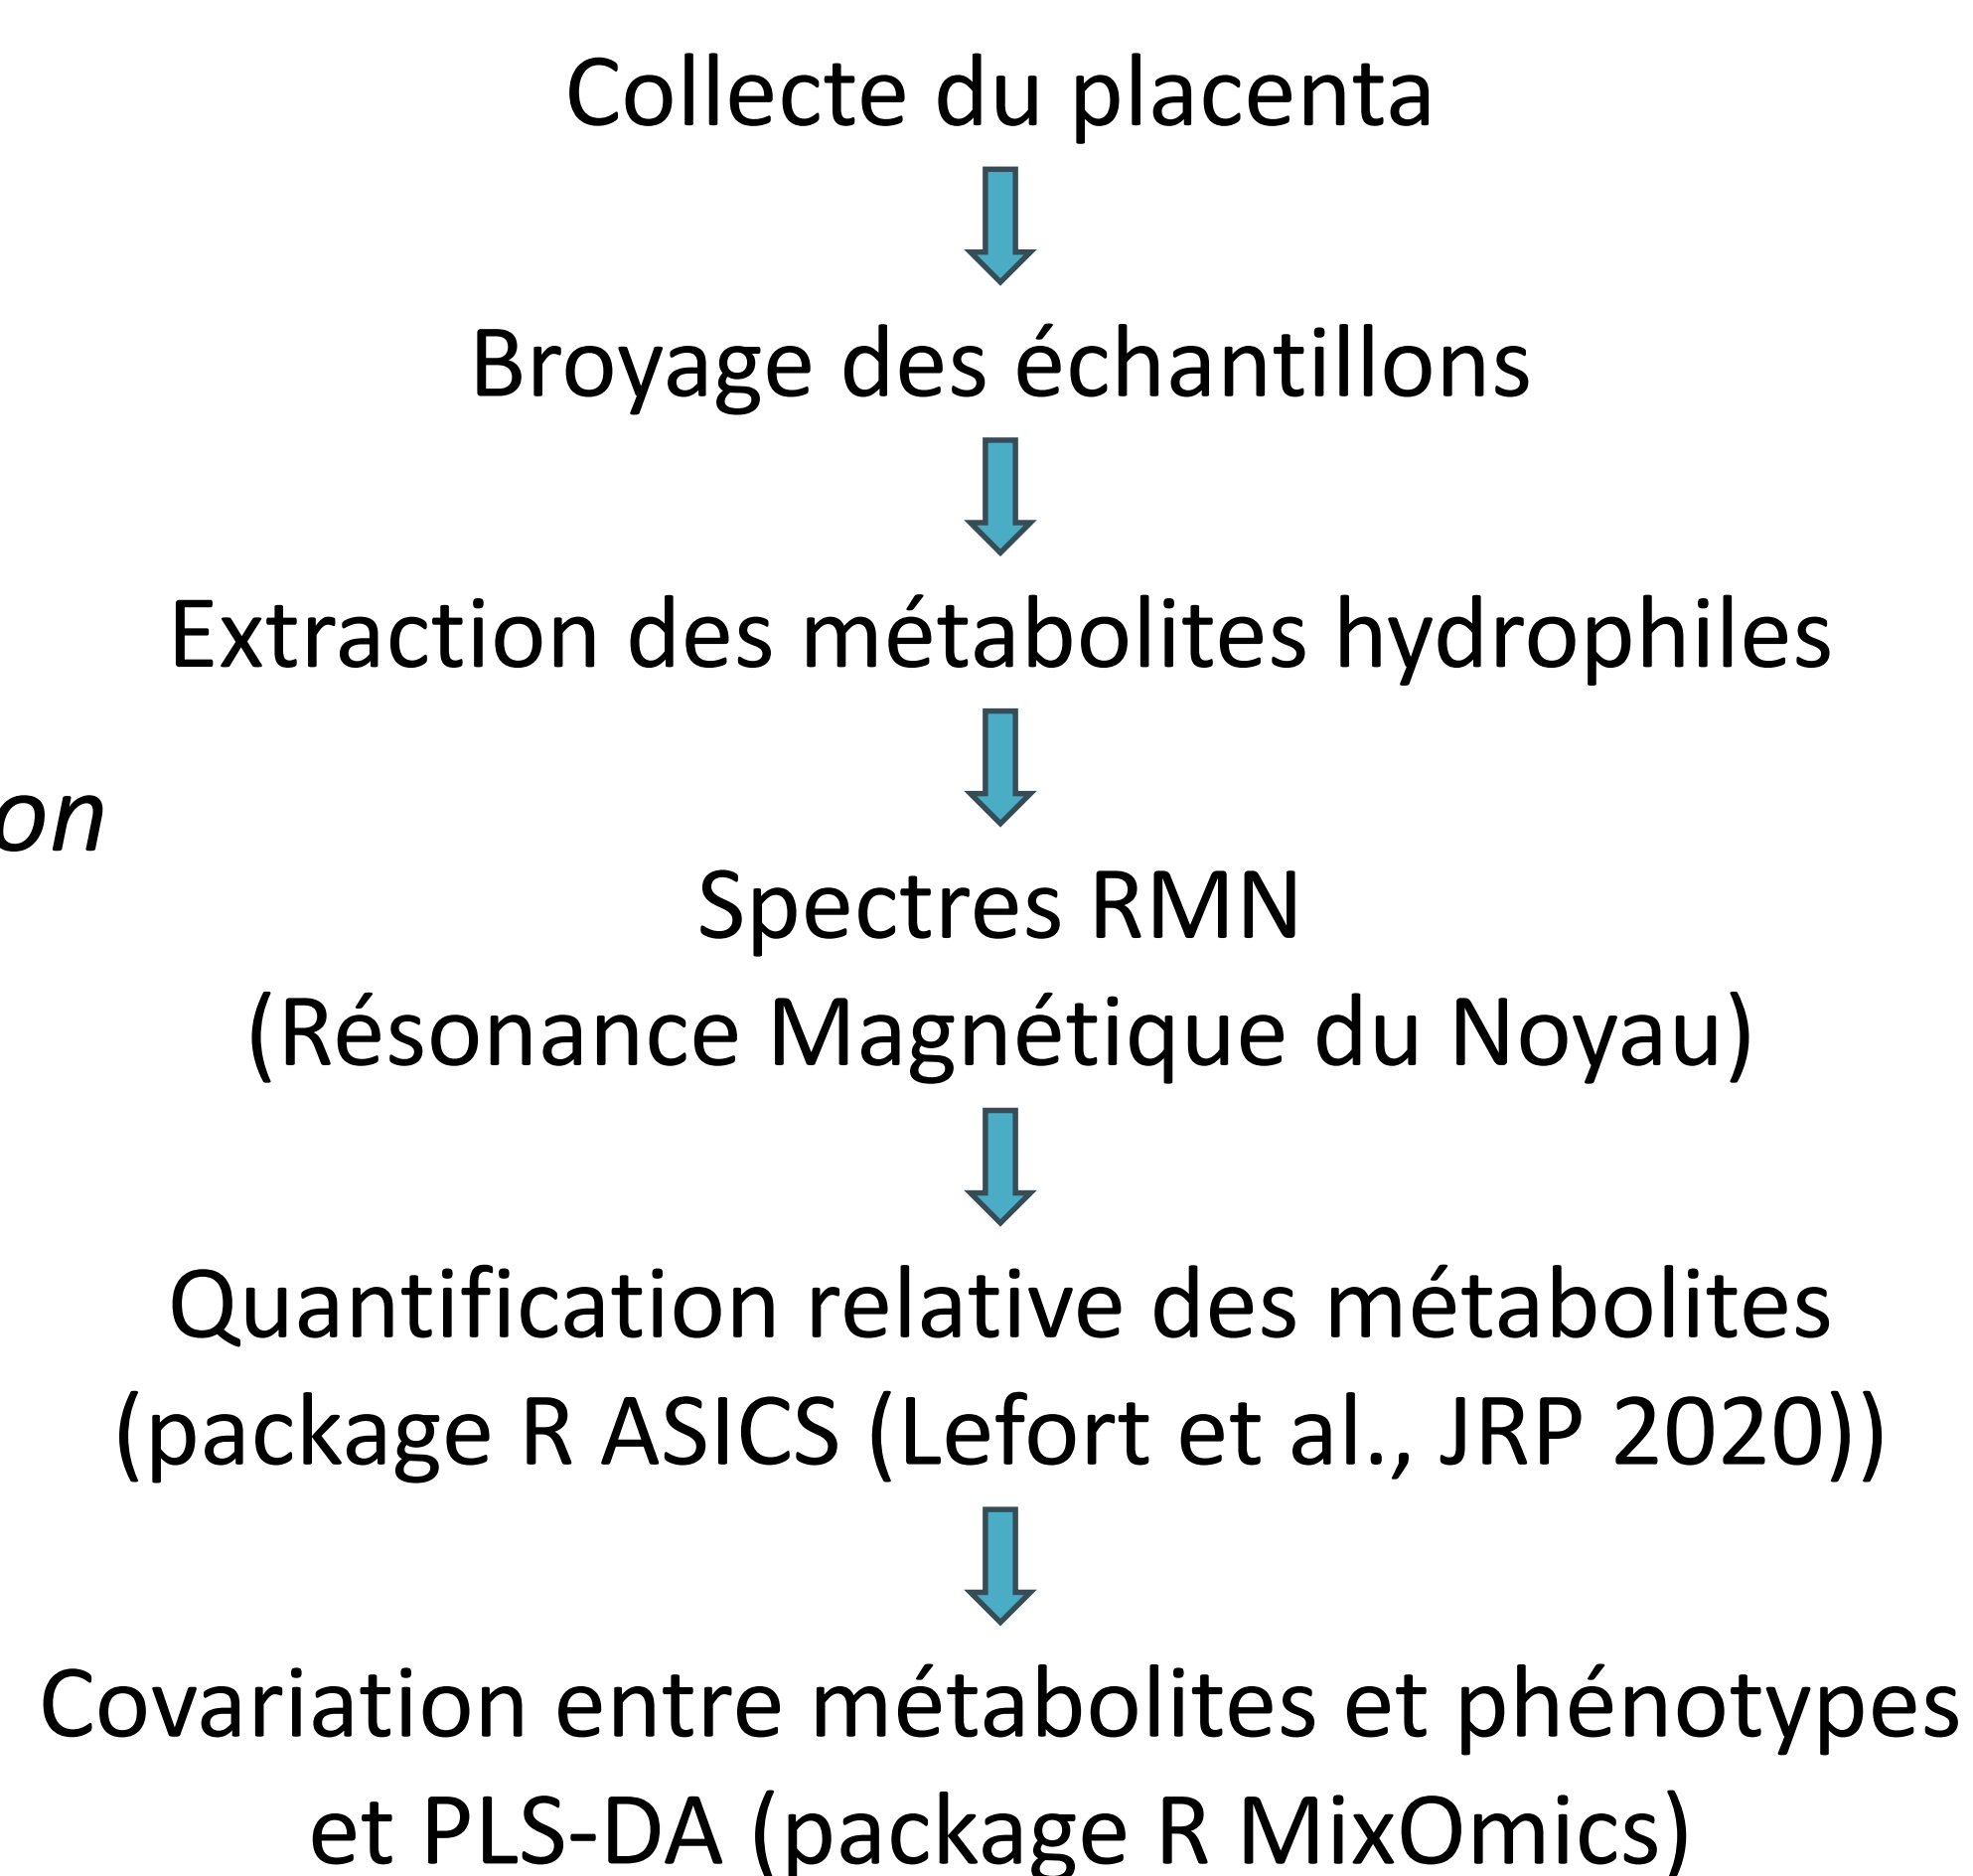 Collecte du placenta
Broyage des échantillons
Extraction des métabolites hydrophiles
on
Spectres RMN
(Résonance Magnétique du Noyau)
Quantification relative des métabolites
(package R ASICS (Lefort et al., JRP 2020))
Covariation entre métabolites et phénotypes
et PLS-DA (package R MixOmics)